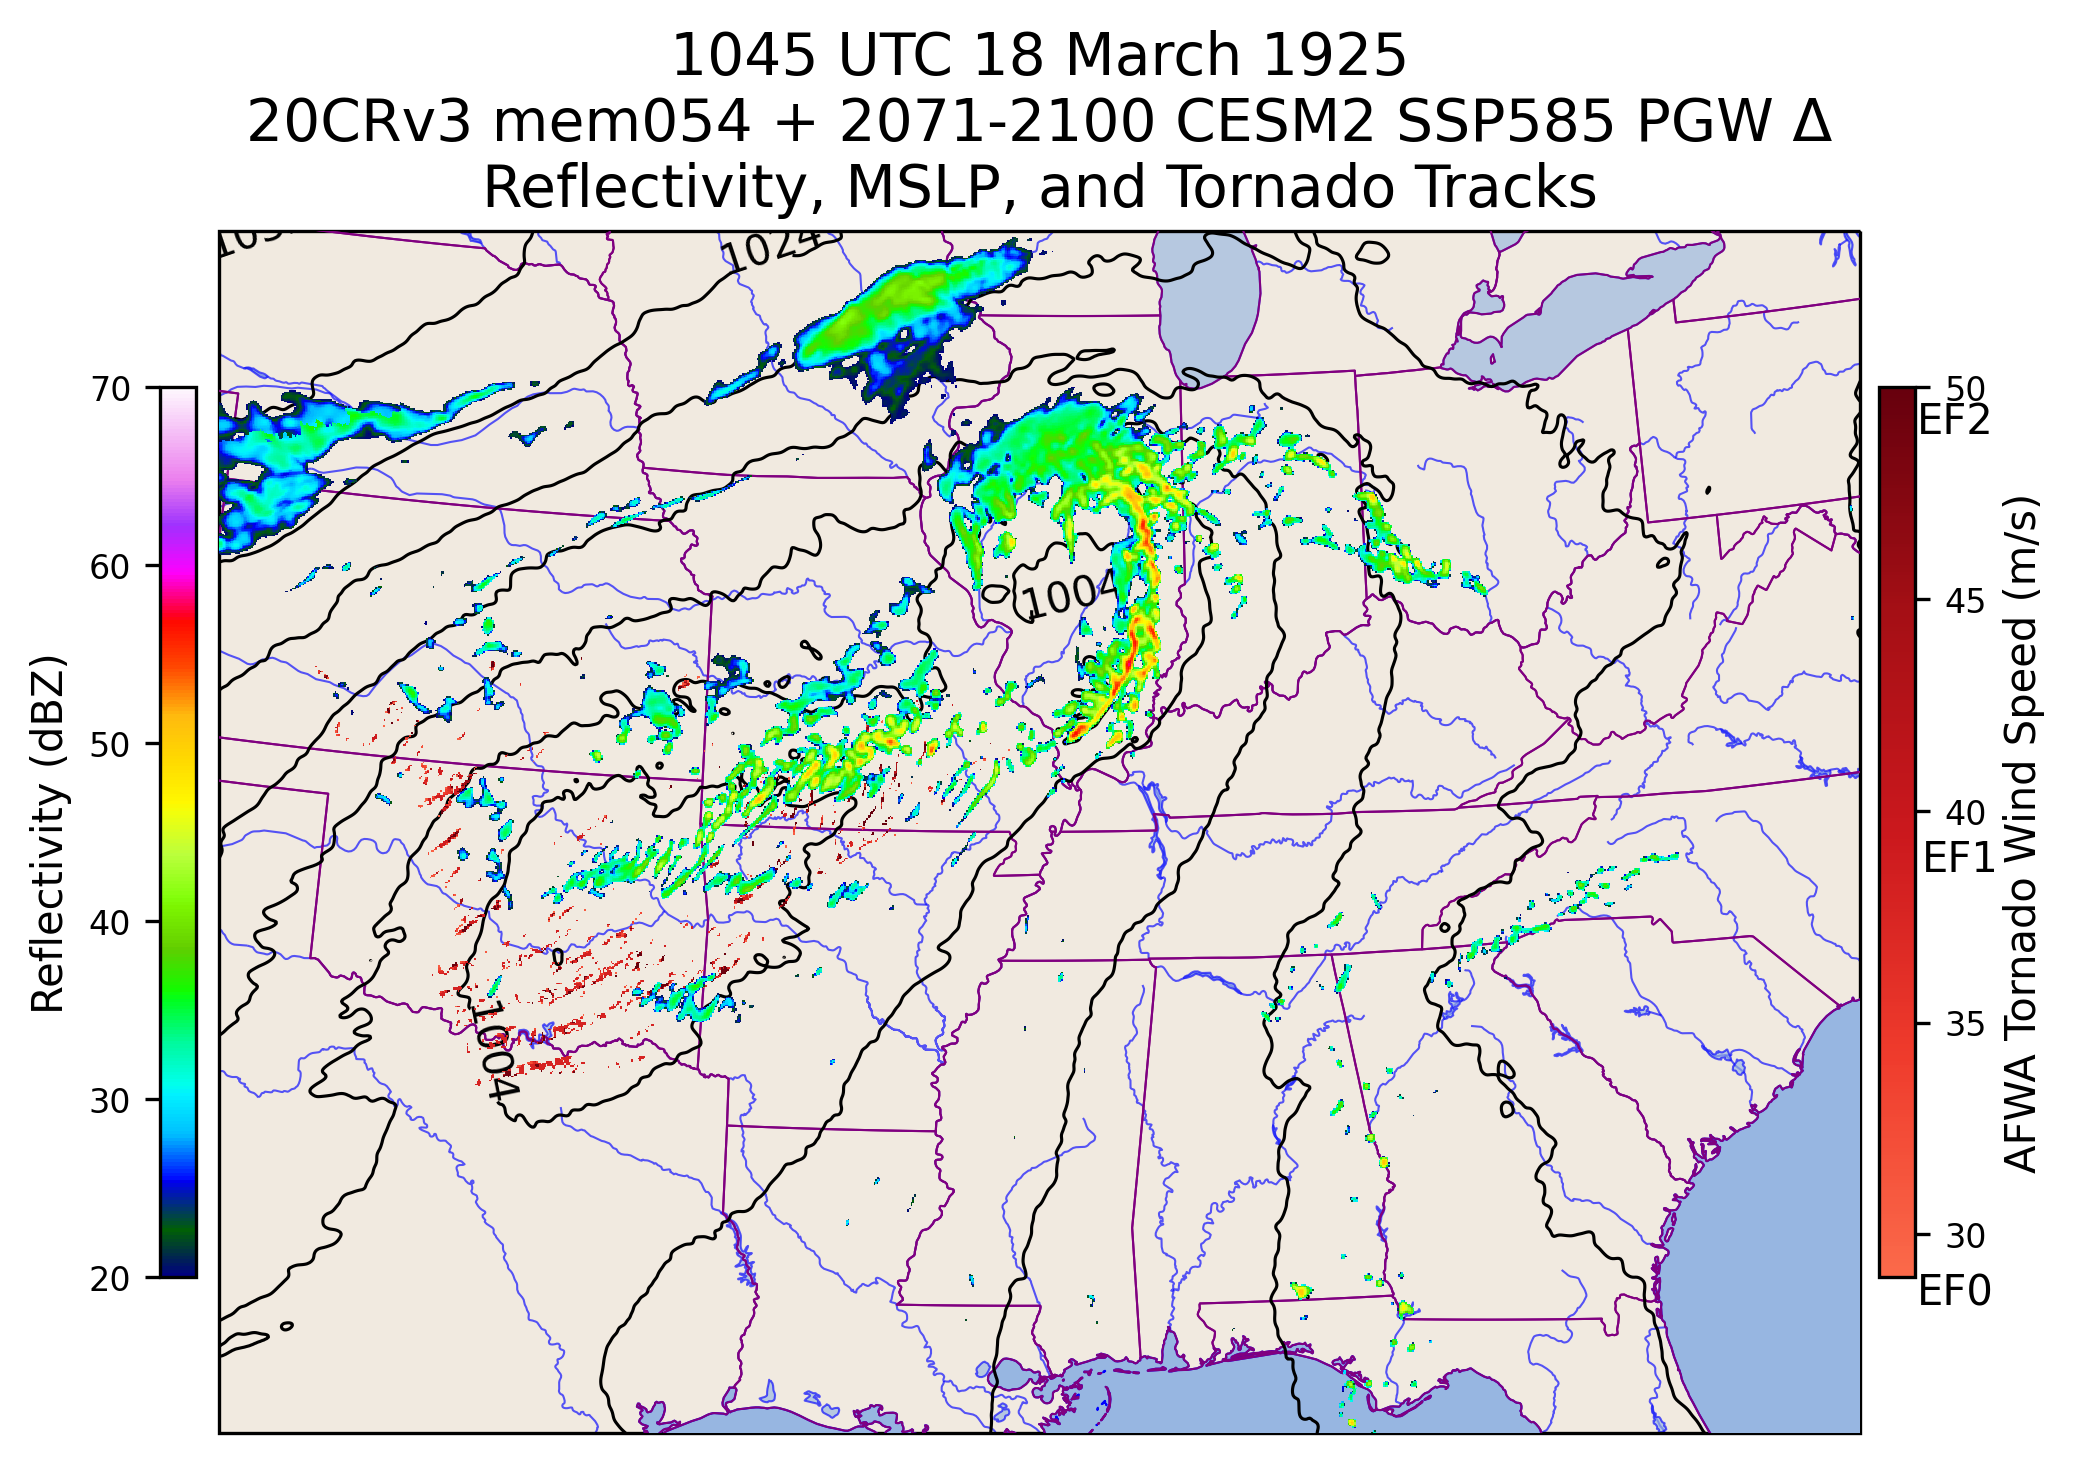 1045 UTC 18 March 1925
20CRv3 mem054 + 2071-2100 CESM2 SSP585 PGW Δ
Reflectivity, MSLP, and Tornado Tracks
1024
1004
1004
Reflectivity (dBZ)
70
60
50
40
30
20
50
EF2
45
40
EF1
35
30
EF0
AFWA Tornado Wind Speed (m/s)